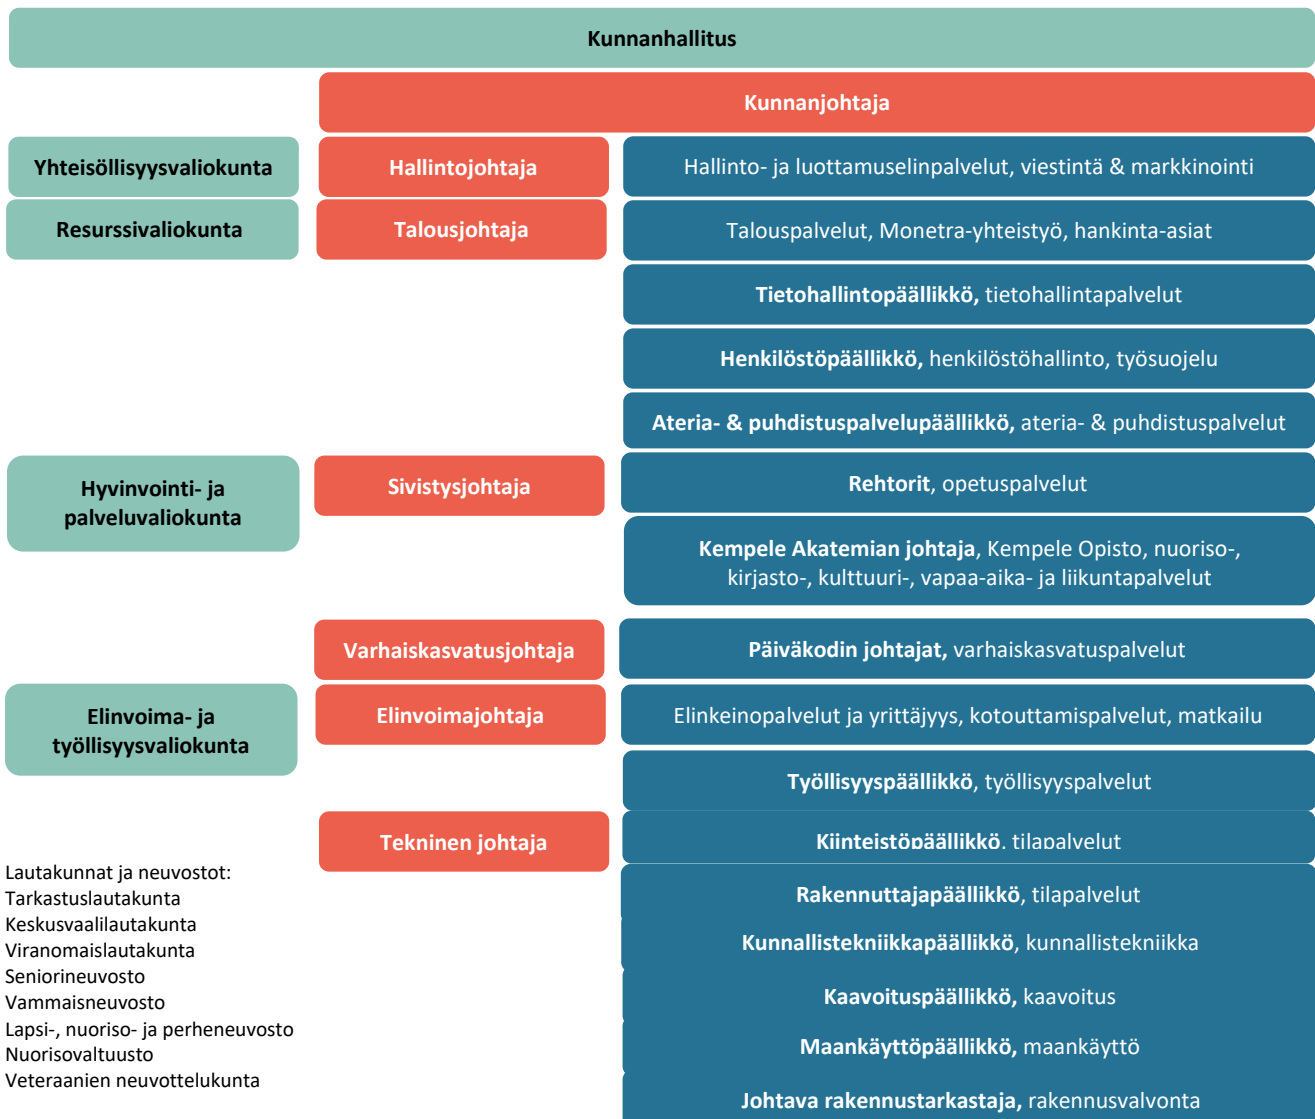 Kunnanhallitus
Kunnanjohtaja
Yhteisöllisyysvaliokunta
Hallintojohtaja
Hallinto- ja luottamuselinpalvelut, viestintä & markkinointi
Resurssivaliokunta
Talousjohtaja
Talouspalvelut, Monetra-yhteistyö, hankinta-asiat
Tietohallintopäällikkö, tietohallintapalvelut
Henkilöstöpäällikkö, henkilöstöhallinto, työsuojelu
Ateria- & puhdistuspalvelupäällikkö, ateria- & puhdistuspalvelut
Hyvinvointi- ja
palveluvaliokunta
Sivistysjohtaja
Rehtorit, opetuspalvelut
Kempele Akatemian johtaja, Kempele Opisto, nuoriso-,
kirjasto-, kulttuuri-, vapaa-aika- ja liikuntapalvelut
Varhaiskasvatusjohtaja
Päiväkodin johtajat, varhaiskasvatuspalvelut
Elinvoima- ja
työllisyysvaliokunta
Elinvoimajohtaja
Elinkeinopalvelut ja yrittäjyys, kotouttamispalvelut, matkailu
Työllisyyspäällikkö, työllisyyspalvelut
Tekninen johtaja
Kiinteistöpäällikkö, tilapalvelut
Rakennuttajapäällikkö, tilapalvelut
Kunnallistekniikkapäällikkö, kunnallistekniikka
Kaavoituspäällikkö, kaavoitus
Maankäyttöpäällikkö, maankäyttö
Johtava rakennustarkastaja, rakennusvalvonta
Lautakunnat ja neuvostot:
Tarkastuslautakunta
Keskusvaalilautakunta
Viranomaislautakunta
Seniorineuvosto
Vammaisneuvosto
Lapsi-, nuoriso- ja perheneuvosto
Nuorisovaltuusto
Veteraanien neuvottelukunta